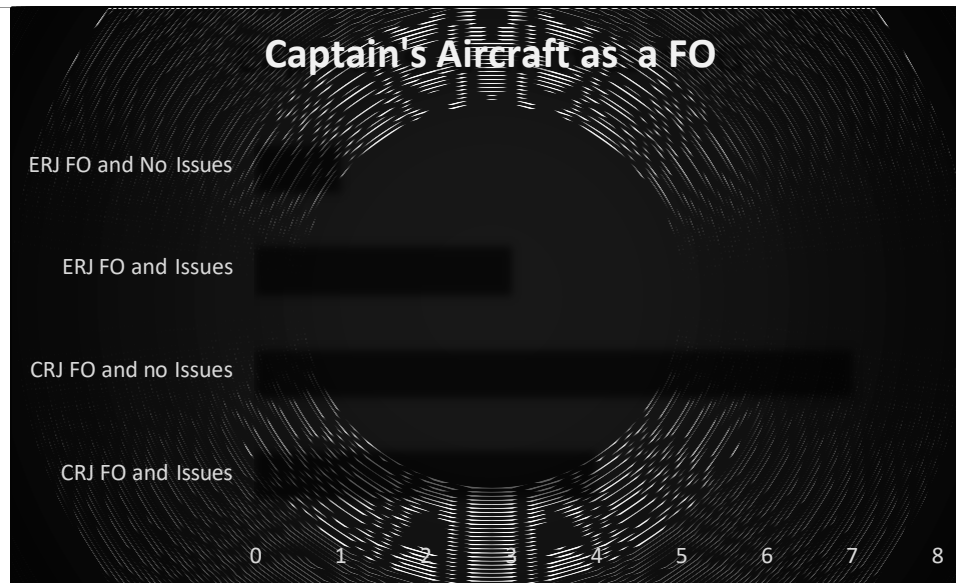 Captain's Aircraft as a FO
ERJ FO and No Issues
ERJ FO and Issues
CRJ FO and no Issues
CRJ FO and Issues
0 1 2 3 4 5 6 7 8